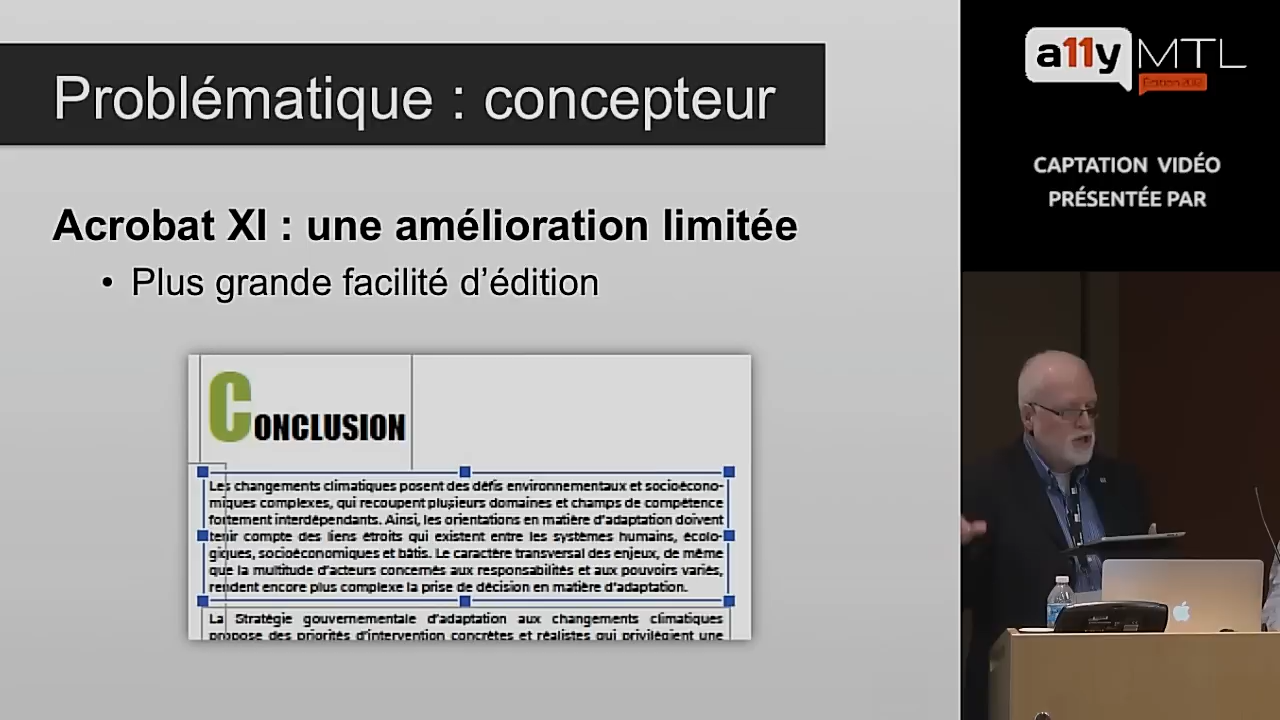 Problématique : concepteur
Acrobat XI : une amélioration limitée
• Plus grande facilité d'édition
CONCLUSION
Les changements climatiques posent des défis environnementaux et socioécono-
miques complexes, qui recoupent plusieurs domaines et champs de compétence
fortement interdépendants. Ainsi, les orientations en matière d'adaptation doivent
tenir compte des liens étroits qui existent entre les systèmes humains, écolo-
giques, socioéconomiques et bâtis. Le caractère transversal des enjeux, de même
que la multitude d'acteurs concernés aux responsabilités et aux pouvoirs variés,
rendent encore plus complexe la prise de décision en matière d'adaptation.
La Stratégie gouvernementale d'adaptation aux changements climatiques
propose des priorités d'intervention concrètes et réalistes qui privilégient une
a11y MTL
Édition 2013
CAPTATION VIDÉO
PRÉSENTÉE PAR